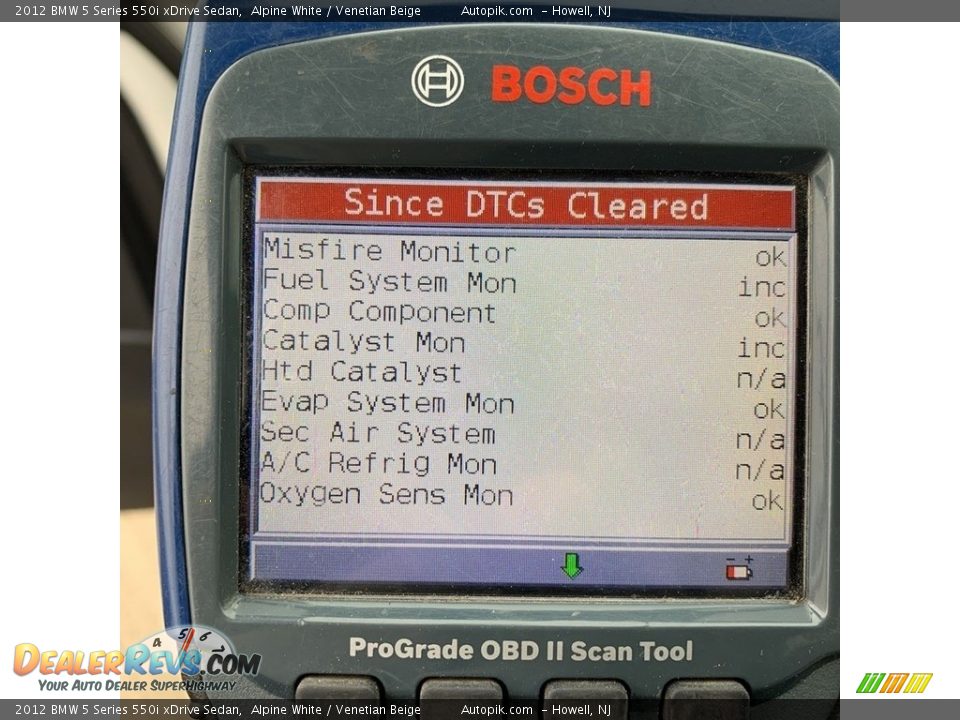 2012 BMW 5 Series 550i xDrive Sedan, Alpine White / Venetian Beige Autopik.com - Howell, NJ
BOSCH
Since DTCs Cleared
Misfire Monitor ok
Fuel System Mon inc
Comp Component ok
Catalyst Mon inc
Htd Catalyst n/a
Evap System Mon ok
Sec Air System n/a
A/C Refrig Mon n/a
Oxygen Sens Mon ok
- +
ProGrade OBD II Scan Tool
4 5 6
DealerRevs.com
Your Auto Dealer SuperHighway
2012 BMW 5 Series 550i xDrive Sedan, Alpine White / Venetian Beige Autopik.com - Howell, NJ